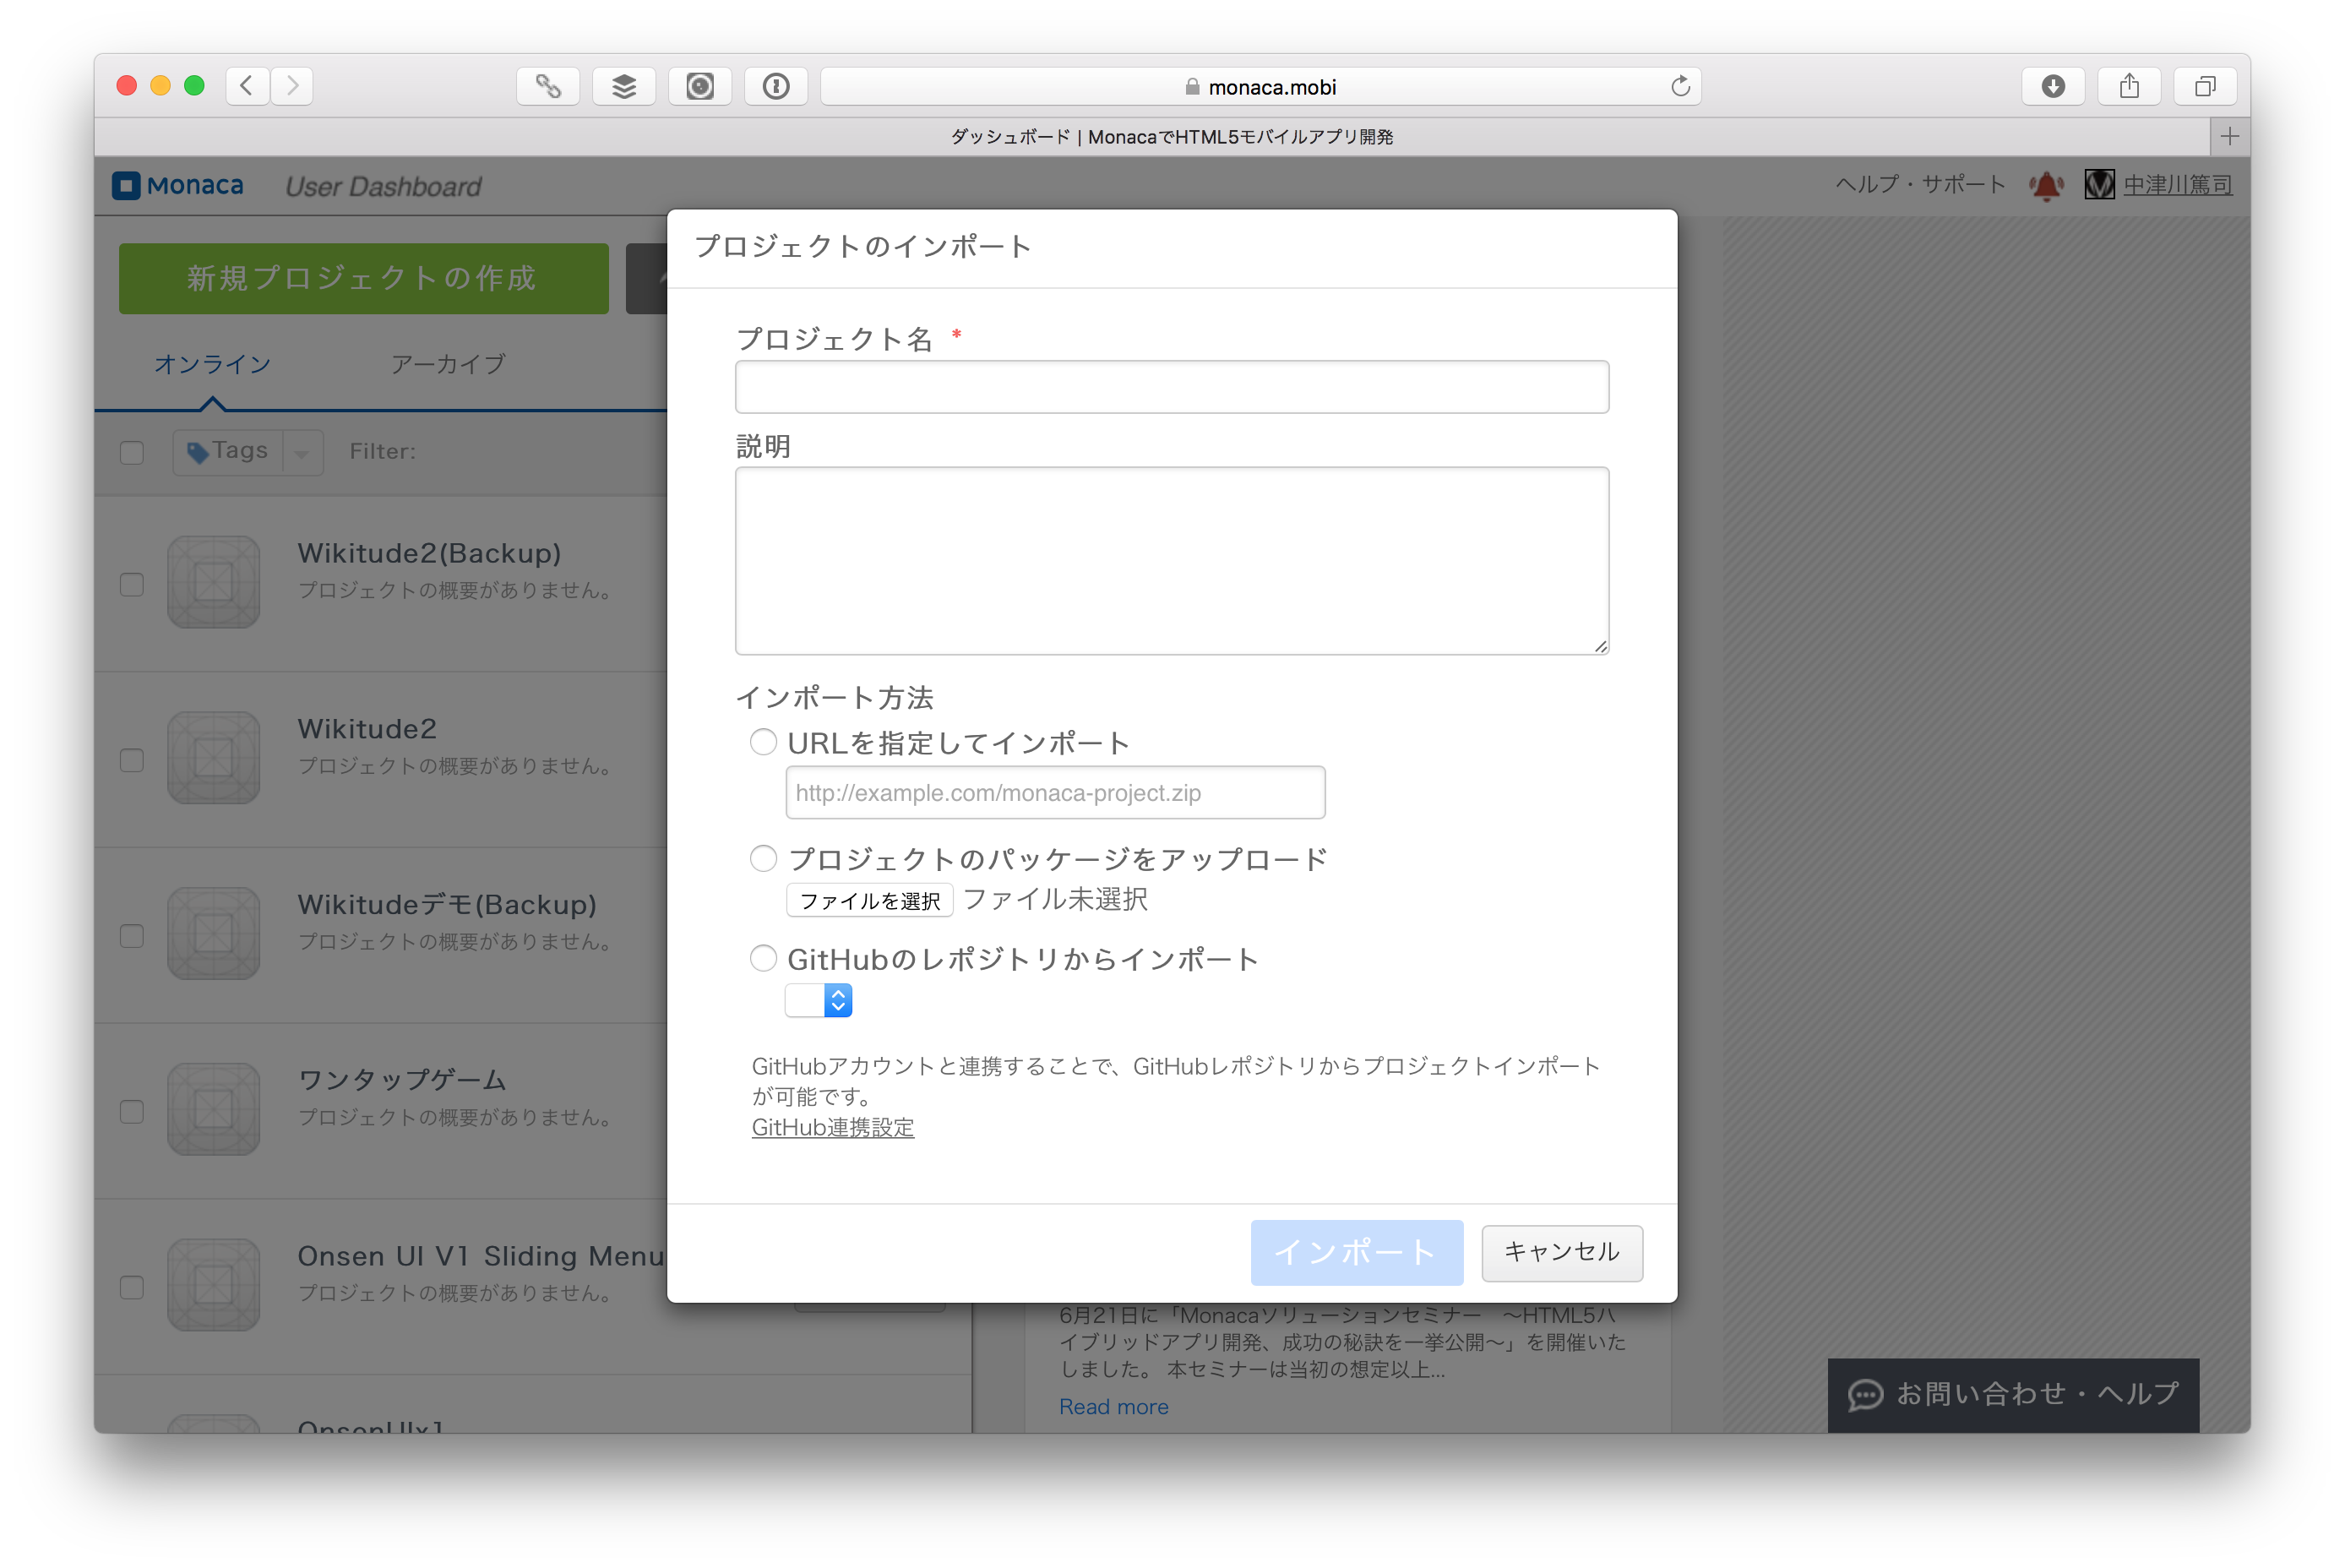 monaca.mobi
ダッシュボード | MonacaでHTML5モバイルアプリ開発
Monaca User Dashboard
ヘルプ・サポート 中津川篤司
新規プロジェクトの作成
オンライン アーカイブ
Tags Filter:
Wikitude2(Backup)
プロジェクトの概要がありません。
Wikitude2
プロジェクトの概要がありません。
Wikitudeデモ(Backup)
プロジェクトの概要がありません。
ワンタップゲーム
プロジェクトの概要がありません。
Onsen UI V1 Sliding Menu
プロジェクトの概要がありません。
プロジェクトのインポート
プロジェクト名 *
説明
インポート方法
URLを指定してインポート
http://example.com/monaca-project.zip
プロジェクトのパッケージをアップロード
ファイルを選択 ファイル未選択
GitHubのレポジトリからインポート
GitHubアカウントと連携することで、GitHubレポジトリからプロジェクトインポート
が可能です。
GitHub連携設定
インポート キャンセル
6月21日に「Monacaソリューションセミナー ～HTML5ハ
イブリッドアプリ開発、成功の秘訣を一挙公開～」を開催いた
しました。 本セミナーは当初の想定以上...
Read more
お問い合わせ・ヘルプ